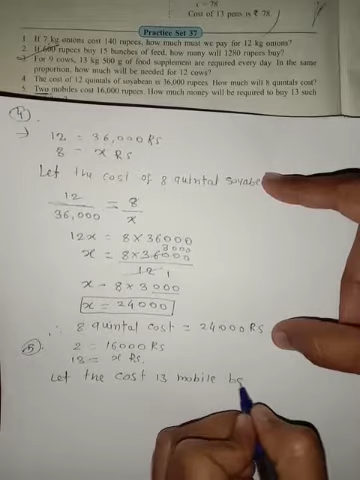 x = 78
Cost of 13 pens is ₹ 78
Practice Set 37
1 If 7 kg onions cost 140 rupees, how much must we pay for 12 kg onions?
2 If 600 rupees buy 15 bunches of feed, how many will 1280 rupees buy?
3 For 9 cows, 13 kg 500 g of food supplement are required every day. In the same
proportion, how much will be needed for 12 cows?
4 The cost of 12 quintals of soyabean is 36,000 rupees. How much will 8 quintals cost?
5 Two mobiles cost 16,000 rupees. How much money will be required to buy 13 such
4
→ 12 = 36,000 RS
8 - x RS
Let the cost of 8 quintal soyabe
12/36,000 = 8/x
12x = 8 × 36000
3000
x = 8×36000
12 1
x - 8×3000
x = 24000
∴ 8 quintal cost = 24000 RS
5 2 = 16000 RS
13 = x RS.
Let the cost 13 mobile be